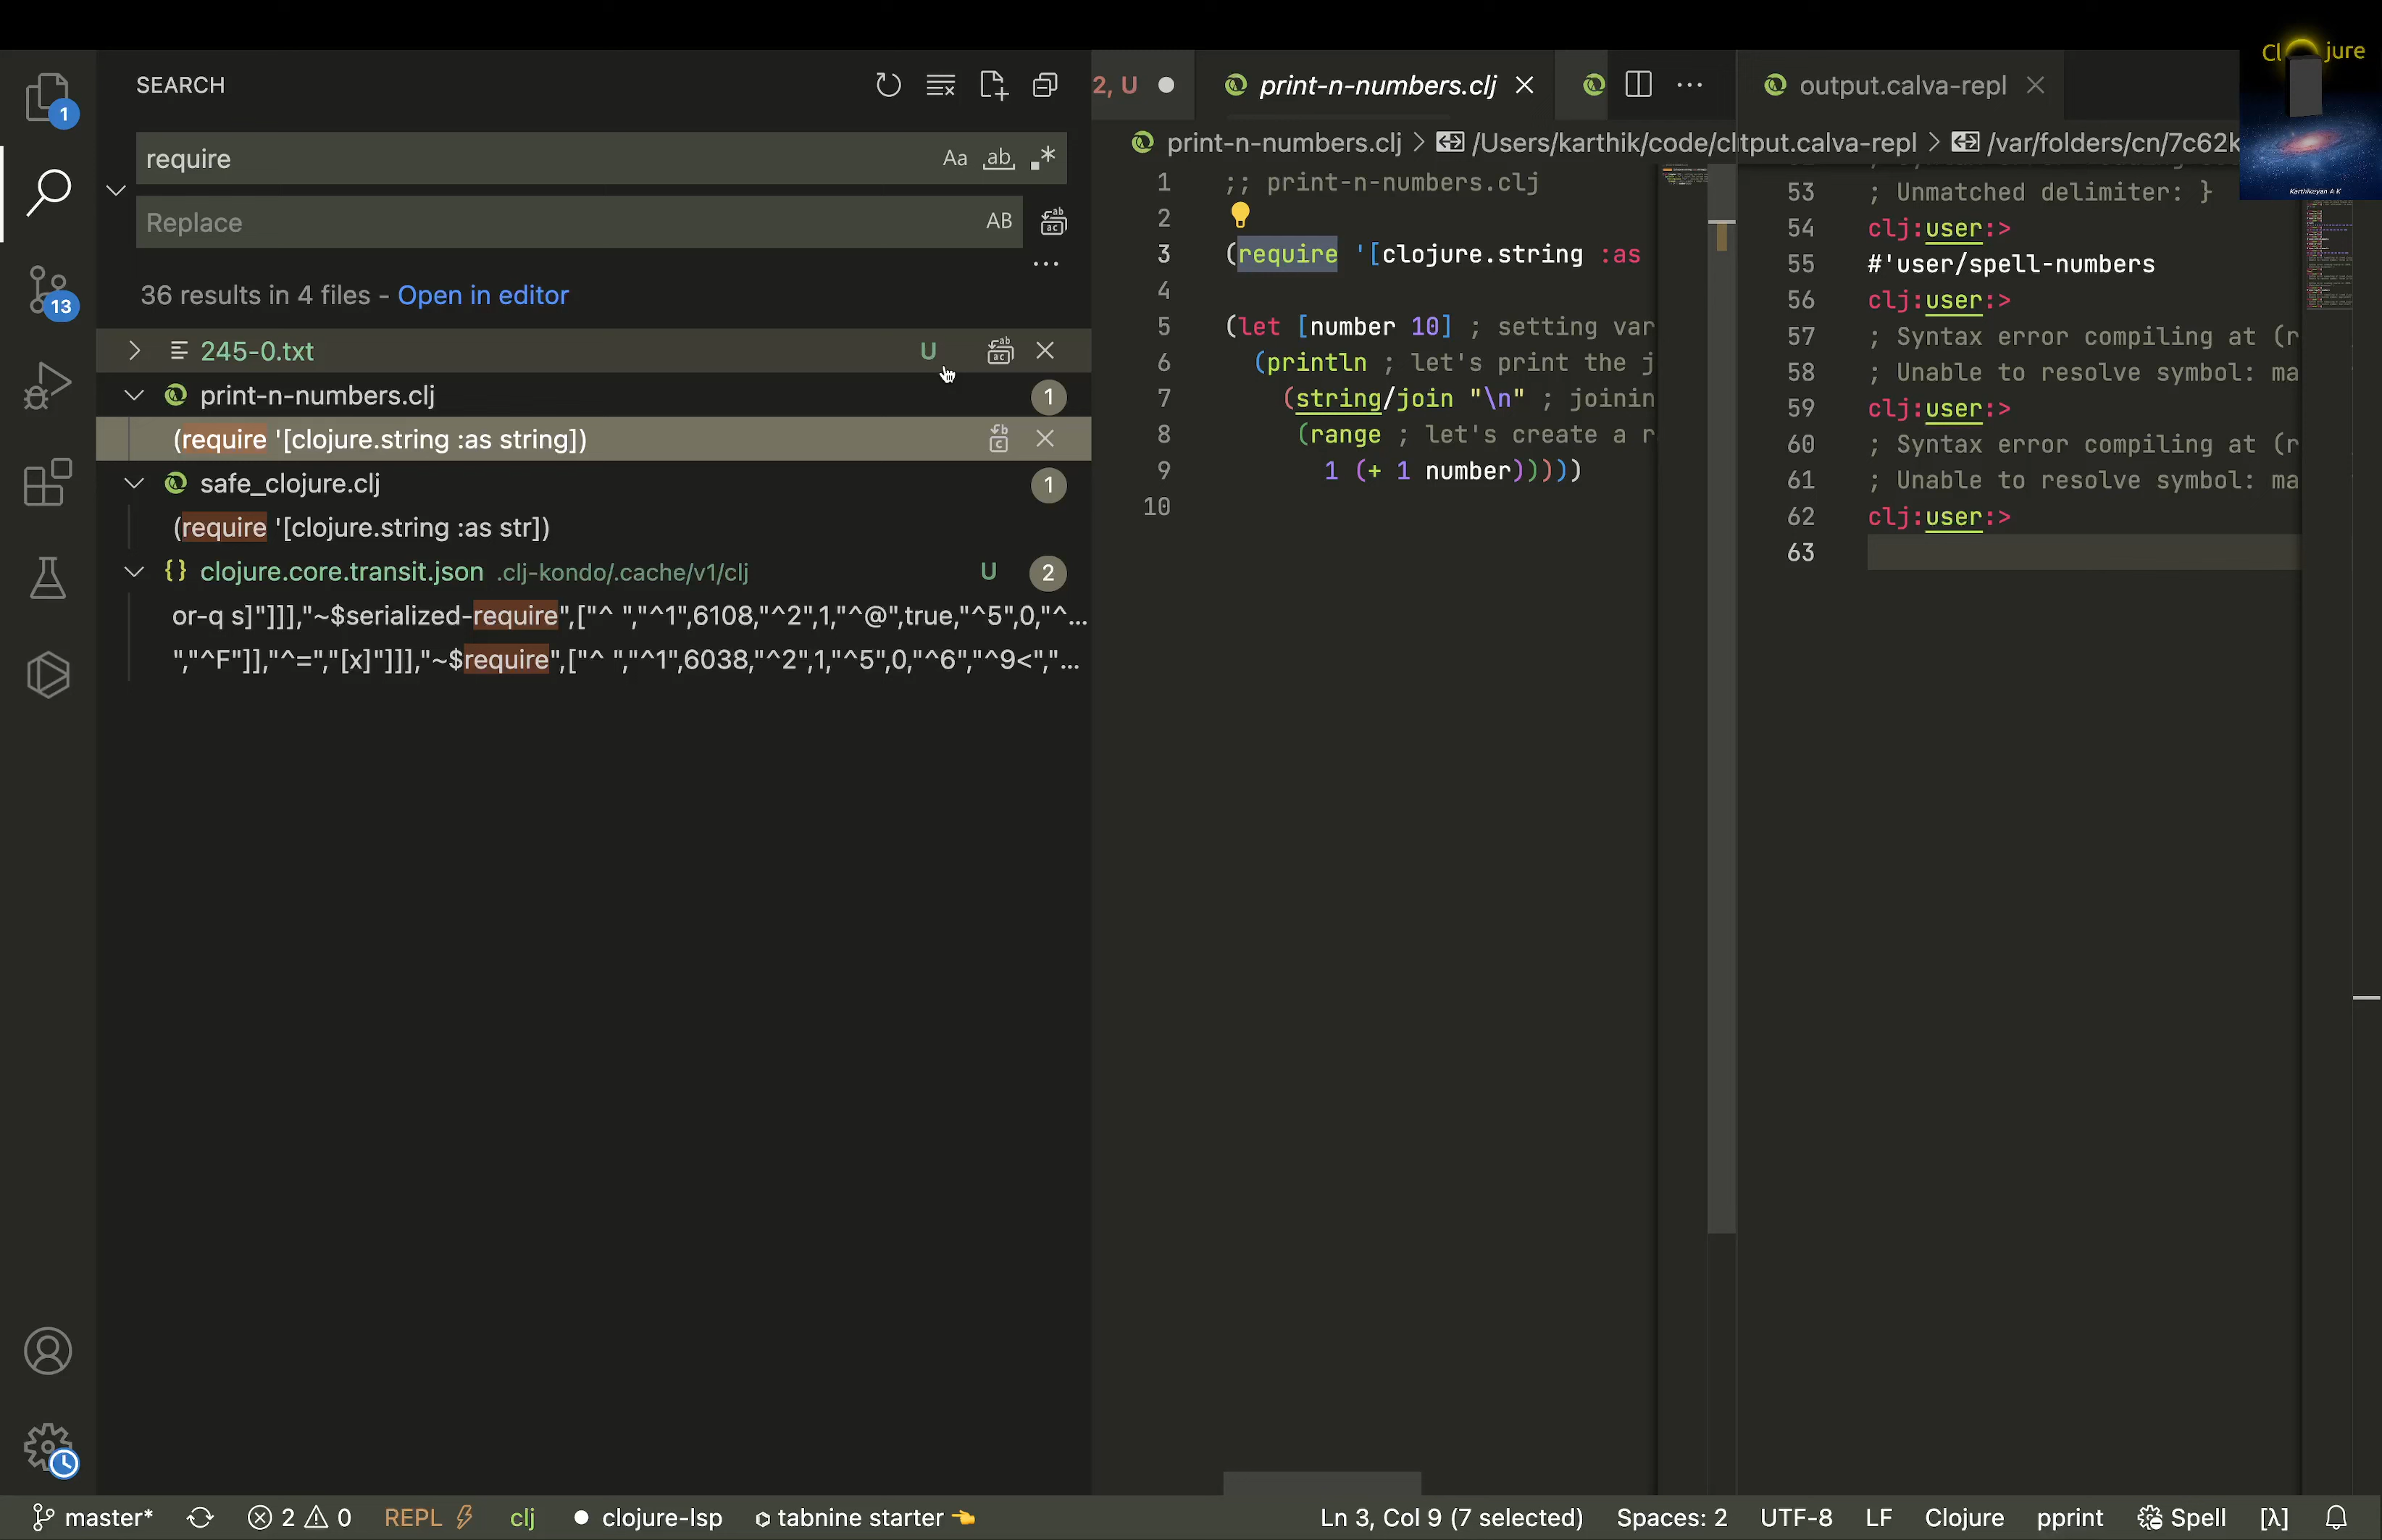 SEARCH
require
Aa
ab
Replace
AB
36 results in 4 files - Open in editor
245-0.txt
U
print-n-numbers.clj
1
(require '[clojure.string :as string])
safe_clojure.clj
1
(require '[clojure.string :as str])
clojure.core.transit.json .clj-kondo/.cache/v1/clj
U
2
or-q s]"]]],"~$serialized-require",["^ ","^1",6108,"^2",1,"^@",true,"^5",0,"^...
","^F"]],"^=","[x]"]]],"~$require",["^ ","^1",6038,"^2",1,"^5",0,"^6","^9<","...
1
13
2, U
print-n-numbers.clj
print-n-numbers.clj > /Users/karthik/code/cl
1 ;; print-n-numbers.clj
2
3 (require '[clojure.string :as
4
5 (let [number 10] ; setting var
6 (println ; let's print the j
7 (string/join "\n" ; joinin
8 (range ; let's create a r
9 1 (+ 1 number)))))
10
output.calva-repl
tput.calva-repl > /var/folders/cn/7c62k
53 ; Unmatched delimiter: }
54 clj:user:>
55 #'user/spell-numbers
56 clj:user:>
57 ; Syntax error compiling at (r
58 ; Unable to resolve symbol: ma
59 clj:user:>
60 ; Syntax error compiling at (r
61 ; Unable to resolve symbol: ma
62 clj:user:>
63
Cl jure
Karthikeyan A K
master*
2
0
REPL
clj
clojure-lsp
tabnine starter
Ln 3, Col 9 (7 selected)
Spaces: 2
UTF-8
LF
Clojure
pprint
Spell
[λ]